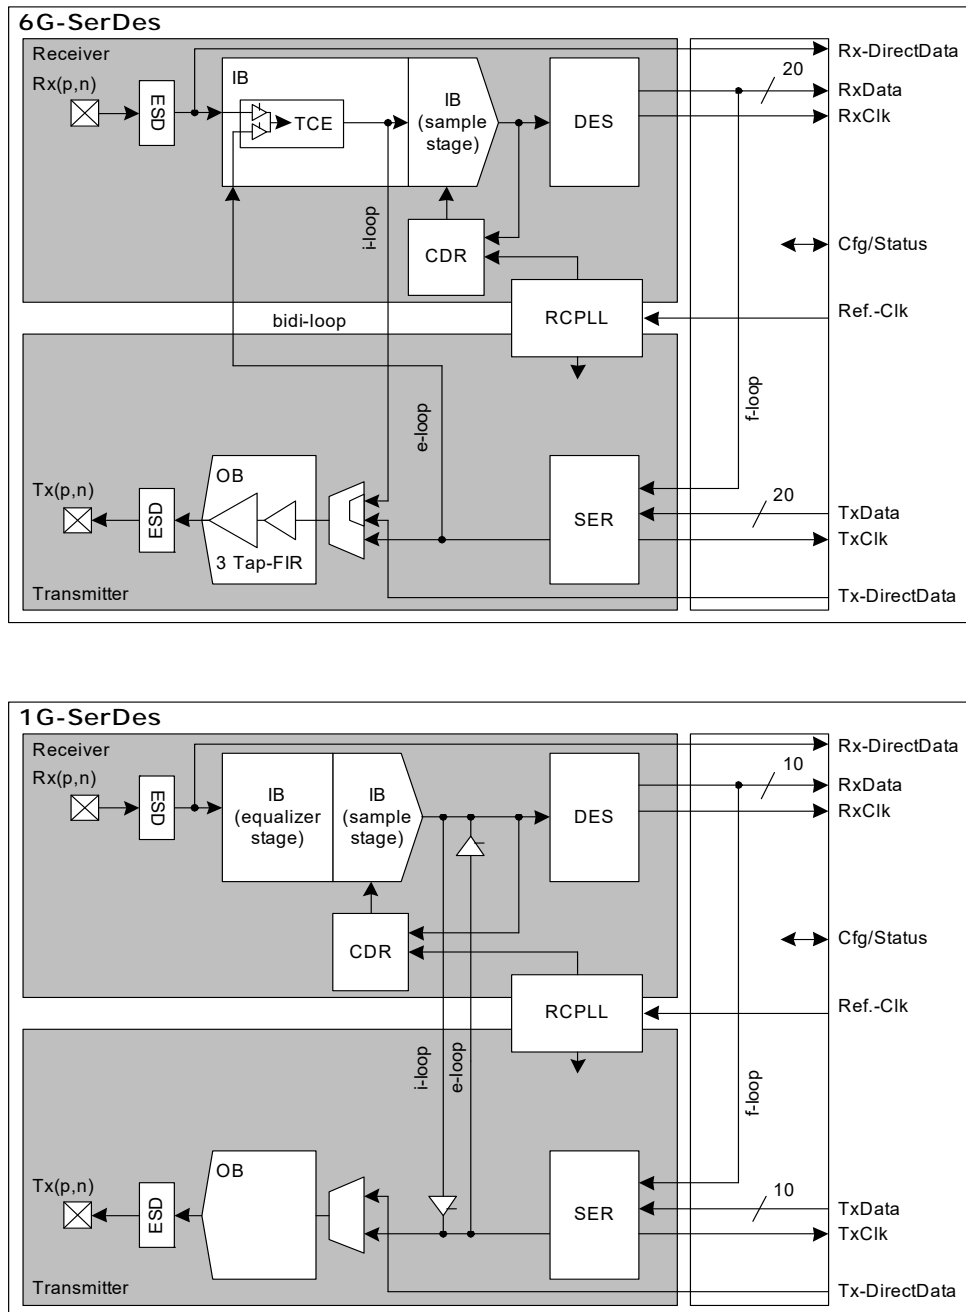 6G-SerDes
Receiver
Rx-DirectData
Rx(p,n)
20
RxData
ESD
IB
TCE
IB
(sample
stage)
DES
RxClk
i-loop
CDR
Cfg/Status
bidi-loop
RCPLL
Ref.-Clk
e-loop
f-loop
Tx(p,n)
ESD
OB
3 Tap-FIR
SER
20
TxData
TxClk
Transmitter
Tx-DirectData
1G-SerDes
Receiver
Rx-DirectData
Rx(p,n)
10
RxData
ESD
IB
(equalizer
stage)
IB
(sample
stage)
DES
RxClk
CDR
Cfg/Status
RCPLL
Ref.-Clk
i-loop
e-loop
f-loop
Tx(p,n)
ESD
OB
SER
10
TxData
TxClk
Transmitter
Tx-DirectData